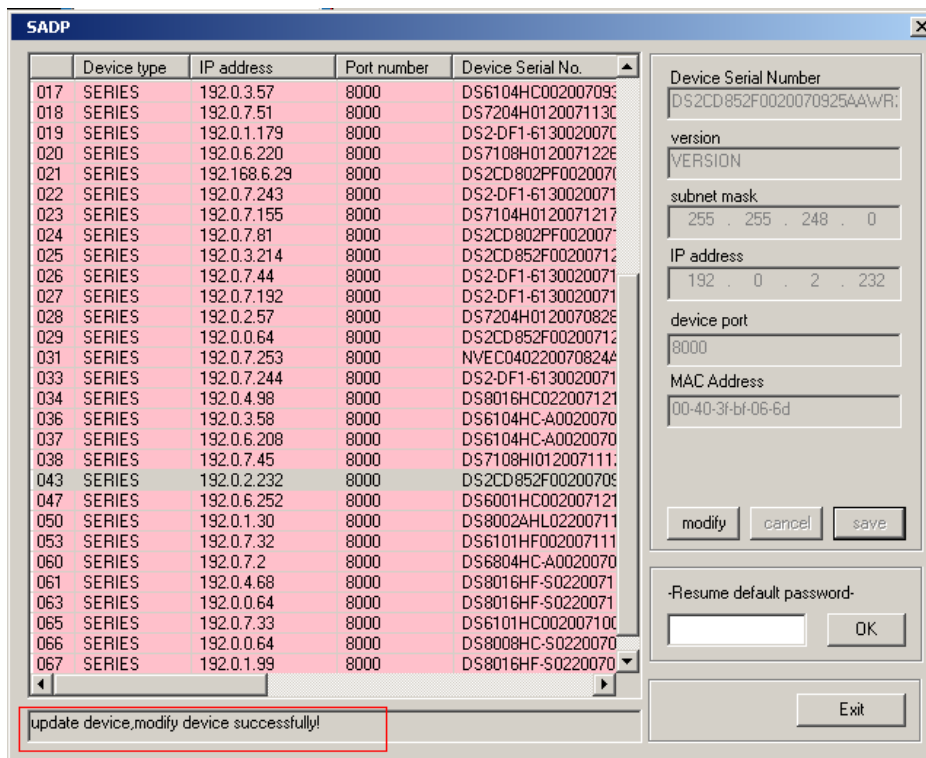 SADP
Device type IP address Port number Device Serial No.
017 SERIES 192.0.3.57 8000 DS6104HC002007093
018 SERIES 192.0.7.51 8000 DS7204H0120071130
019 SERIES 192.0.1.179 8000 DS2-DF1-613002007C
020 SERIES 192.0.6.220 8000 DS7108H0120071226
021 SERIES 192.168.6.29 8000 DS2CD802PF0020070
022 SERIES 192.0.7.243 8000 DS2-DF1-6130020071
023 SERIES 192.0.7.155 8000 DS7104H0120071217
024 SERIES 192.0.7.81 8000 DS2CD802PF002007
025 SERIES 192.0.3.214 8000 DS2CD852F00200712
026 SERIES 192.0.7.44 8000 DS2-DF1-6130020071
027 SERIES 192.0.7.192 8000 DS2-DF1-6130020071
028 SERIES 192.0.2.57 8000 DS7204H0120070828
029 SERIES 192.0.0.64 8000 DS2CD852F00200712
031 SERIES 192.0.7.253 8000 NVEC040220070824A
033 SERIES 192.0.7.244 8000 DS2-DF1-6130020071
034 SERIES 192.0.4.98 8000 DS8016HC022007121
036 SERIES 192.0.3.58 8000 DS6104HC-A0020070
037 SERIES 192.0.6.208 8000 DS6104HC-A0020070
038 SERIES 192.0.7.45 8000 DS7108HI012007111
043 SERIES 192.0.2.232 8000 DS2CD852F00200709
047 SERIES 192.0.6.252 8000 DS6001HC002007121
050 SERIES 192.0.1.30 8000 DS8002AHL02200711
053 SERIES 192.0.7.32 8000 DS6101HF002007111
060 SERIES 192.0.7.2 8000 DS6804HC-A0020070
061 SERIES 192.0.4.68 8000 DS8016HF-S0220071
063 SERIES 192.0.0.64 8000 DS8016HF-S0220071
065 SERIES 192.0.7.33 8000 DS6101HC002007100
066 SERIES 192.0.0.64 8000 DS8008HC-S0220070
067 SERIES 192.0.1.99 8000 DS8016HF-S0220070
update device,modify device successfully!
Device Serial Number
DS2CD852F0020070925AAWR
version
VERSION
subnet mask
255 . 255 . 248 . 0
IP address
192 . 0 . 2 . 232
device port
8000
MAC Address
00-40-3f-bf-06-6d
modify cancel save
-Resume default password-
OK
Exit